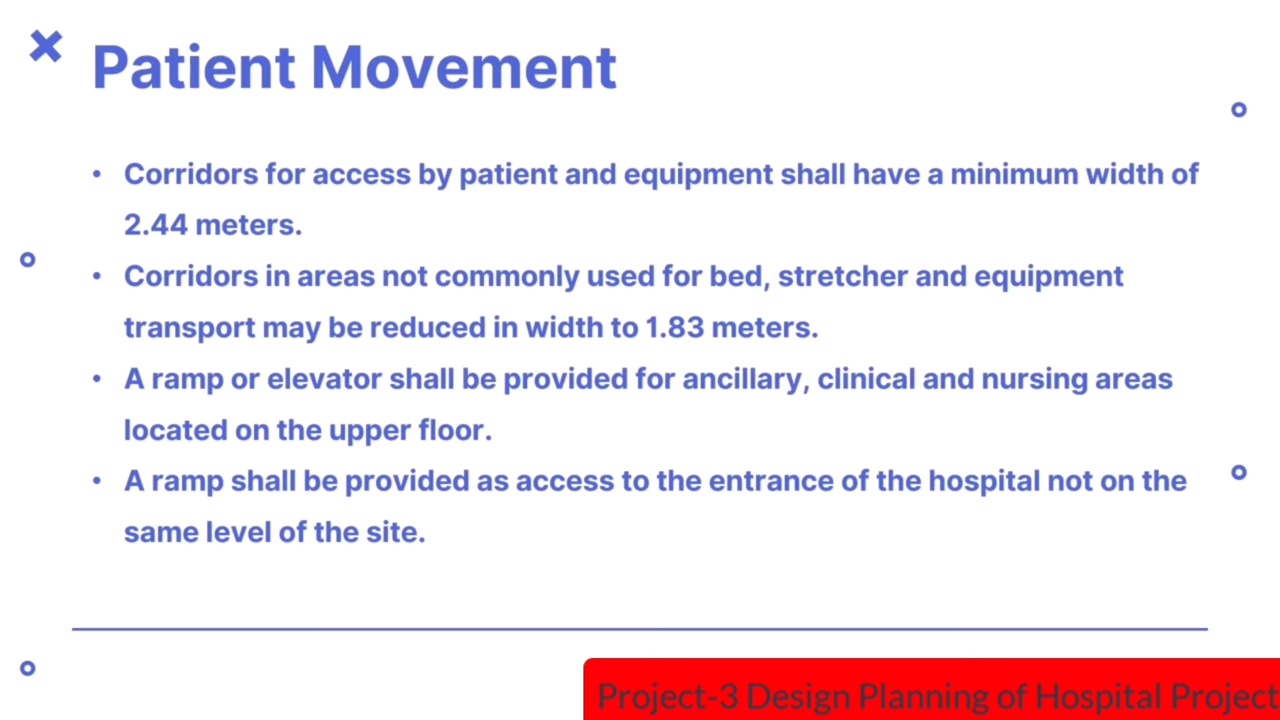 Patient Movement
• Corridors for access by patient and equipment shall have a minimum width of
2.44 meters.
• Corridors in areas not commonly used for bed, stretcher and equipment
transport may be reduced in width to 1.83 meters.
• A ramp or elevator shall be provided for ancillary, clinical and nursing areas
located on the upper floor.
• A ramp shall be provided as access to the entrance of the hospital not on the
same level of the site.
Project-3 Design Planning of Hospital Project